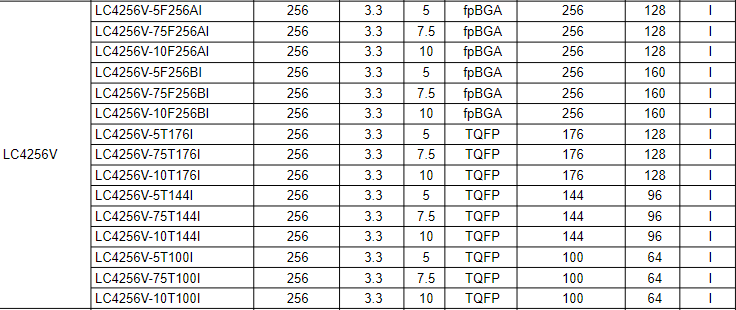 LC4256V-5F256AI 256 3.3 5 fpBGA 256 128 I
LC4256V-75F256AI 256 3.3 7.5 fpBGA 256 128 I
LC4256V-10F256AI 256 3.3 10 fpBGA 256 128 I
LC4256V-5F256BI 256 3.3 5 fpBGA 256 160 I
LC4256V-75F256BI 256 3.3 7.5 fpBGA 256 160 I
LC4256V-10F256BI 256 3.3 10 fpBGA 256 160 I
LC4256V-5T176I 256 3.3 5 TQFP 176 128 I
LC4256V LC4256V-75T176I 256 3.3 7.5 TQFP 176 128 I
LC4256V-10T176I 256 3.3 10 TQFP 176 128 I
LC4256V-5T144I 256 3.3 5 TQFP 144 96 I
LC4256V-75T144I 256 3.3 7.5 TQFP 144 96 I
LC4256V-10T144I 256 3.3 10 TQFP 144 96 I
LC4256V-5T100I 256 3.3 5 TQFP 100 64 I
LC4256V-75T100I 256 3.3 7.5 TQFP 100 64 I
LC4256V-10T100I 256 3.3 10 TQFP 100 64 I